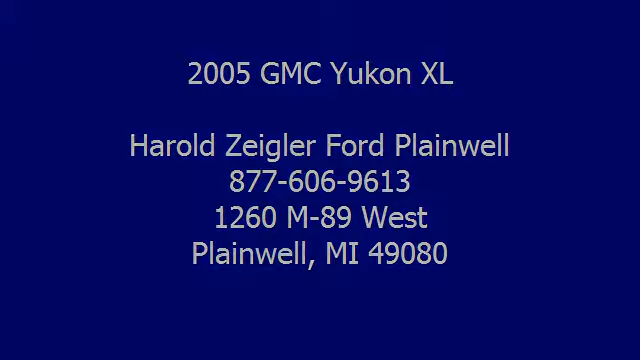 2005 GMC Yukon XL
Harold Zeigler Ford Plainwell
877-606-9613
1260 M-89 West
Plainwell, MI 49080